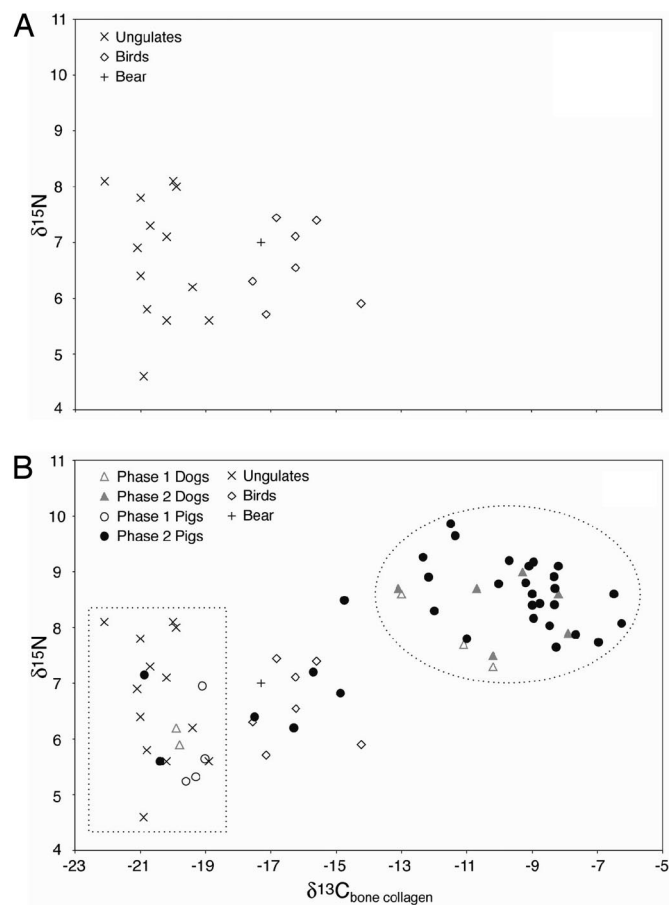 A
11
10
9
8
7
6
5
4
δ15N
Ungulates
Birds
Bear
B
11
10
9
8
7
6
5
4
δ15N
Phase 1 Dogs
Phase 2 Dogs
Phase 1 Pigs
Phase 2 Pigs
Ungulates
Birds
Bear
-23 -21 -19 -17 -15 -13 -11 -9 -7 -5
δ13C bone collagen